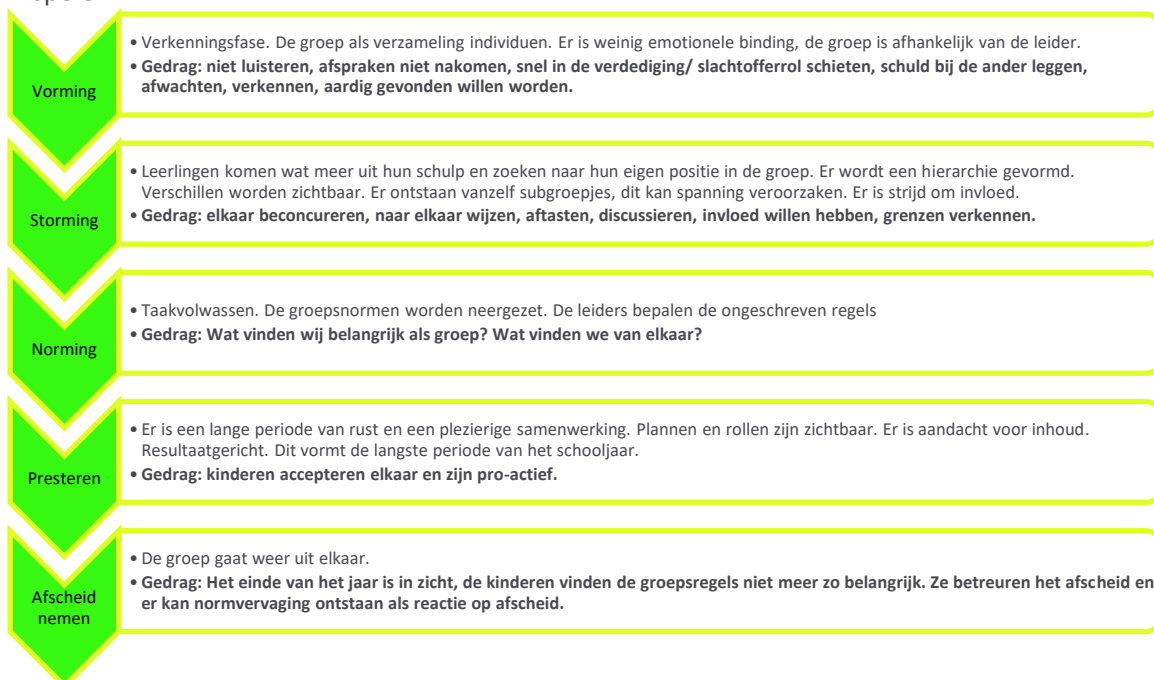 Vorming
• Verkenningsfase. De groep als verzameling individuen. Er is weinig emotionele binding, de groep is afhankelijk van de leider.
• Gedrag: niet luisteren, afspraken niet nakomen, snel in de verdediging/ slachtofferrol schieten, schuld bij de ander leggen,
afwachten, verkennen, aardig gevonden willen worden.
Storming
• Leerlingen komen wat meer uit hun schulp en zoeken naar hun eigen positie in de groep. Er wordt een hierarchie gevormd.
Verschillen worden zichtbaar. Er ontstaan vanzelf subgroepjes, dit kan spanning veroorzaken. Er is strijd om invloed.
• Gedrag: elkaar beconcureren, naar elkaar wijzen, aftasten, discussieren, invloed willen hebben, grenzen verkennen.
Norming
• Taakvolwassen. De groepsnormen worden neergezet. De leiders bepalen de ongeschreven regels
• Gedrag: Wat vinden wij belangrijk als groep? Wat vinden we van elkaar?
Presteren
• Er is een lange periode van rust en een plezierige samenwerking. Plannen en rollen zijn zichtbaar. Er is aandacht voor inhoud.
Resultaatgericht. Dit vormt de langste periode van het schooljaar.
• Gedrag: kinderen accepteren elkaar en zijn pro-actief.
Afscheid
nemen
• De groep gaat weer uit elkaar.
• Gedrag: Het einde van het jaar is in zicht, de kinderen vinden de groepsregels niet meer zo belangrijk. Ze betreuren het afscheid en
er kan normvervaging ontstaan als reactie op afscheid.